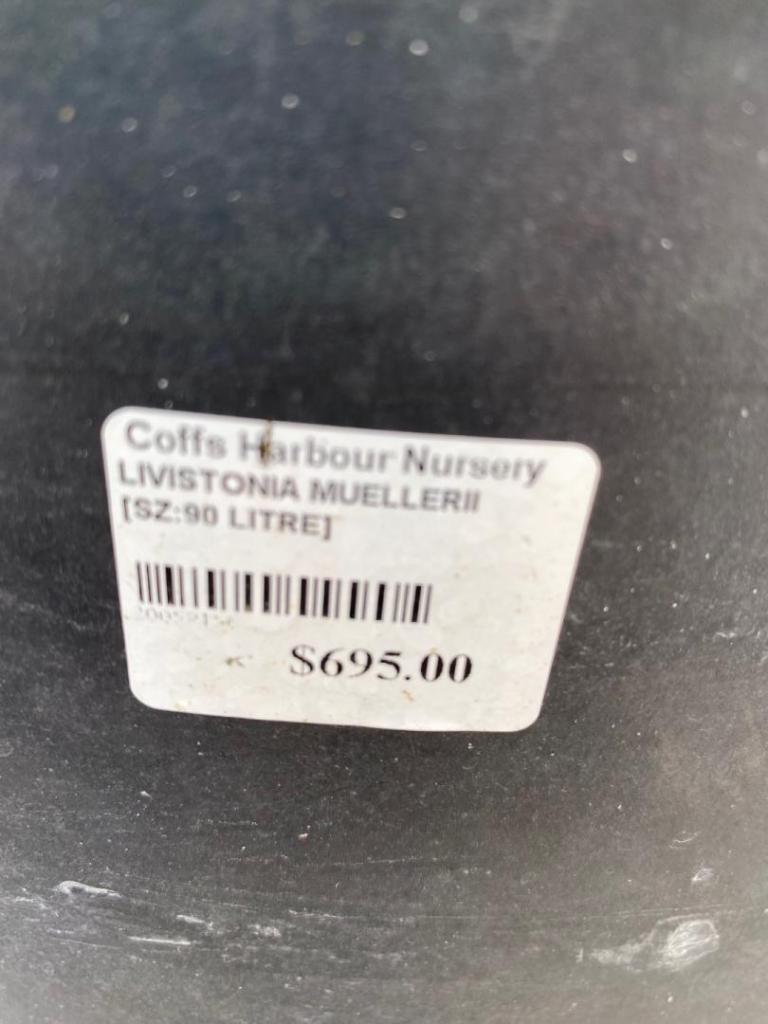 Coffs Harbour Nursery
LIVISTONIA MUELLERII
[SZ:90 LITRE]
$695.00